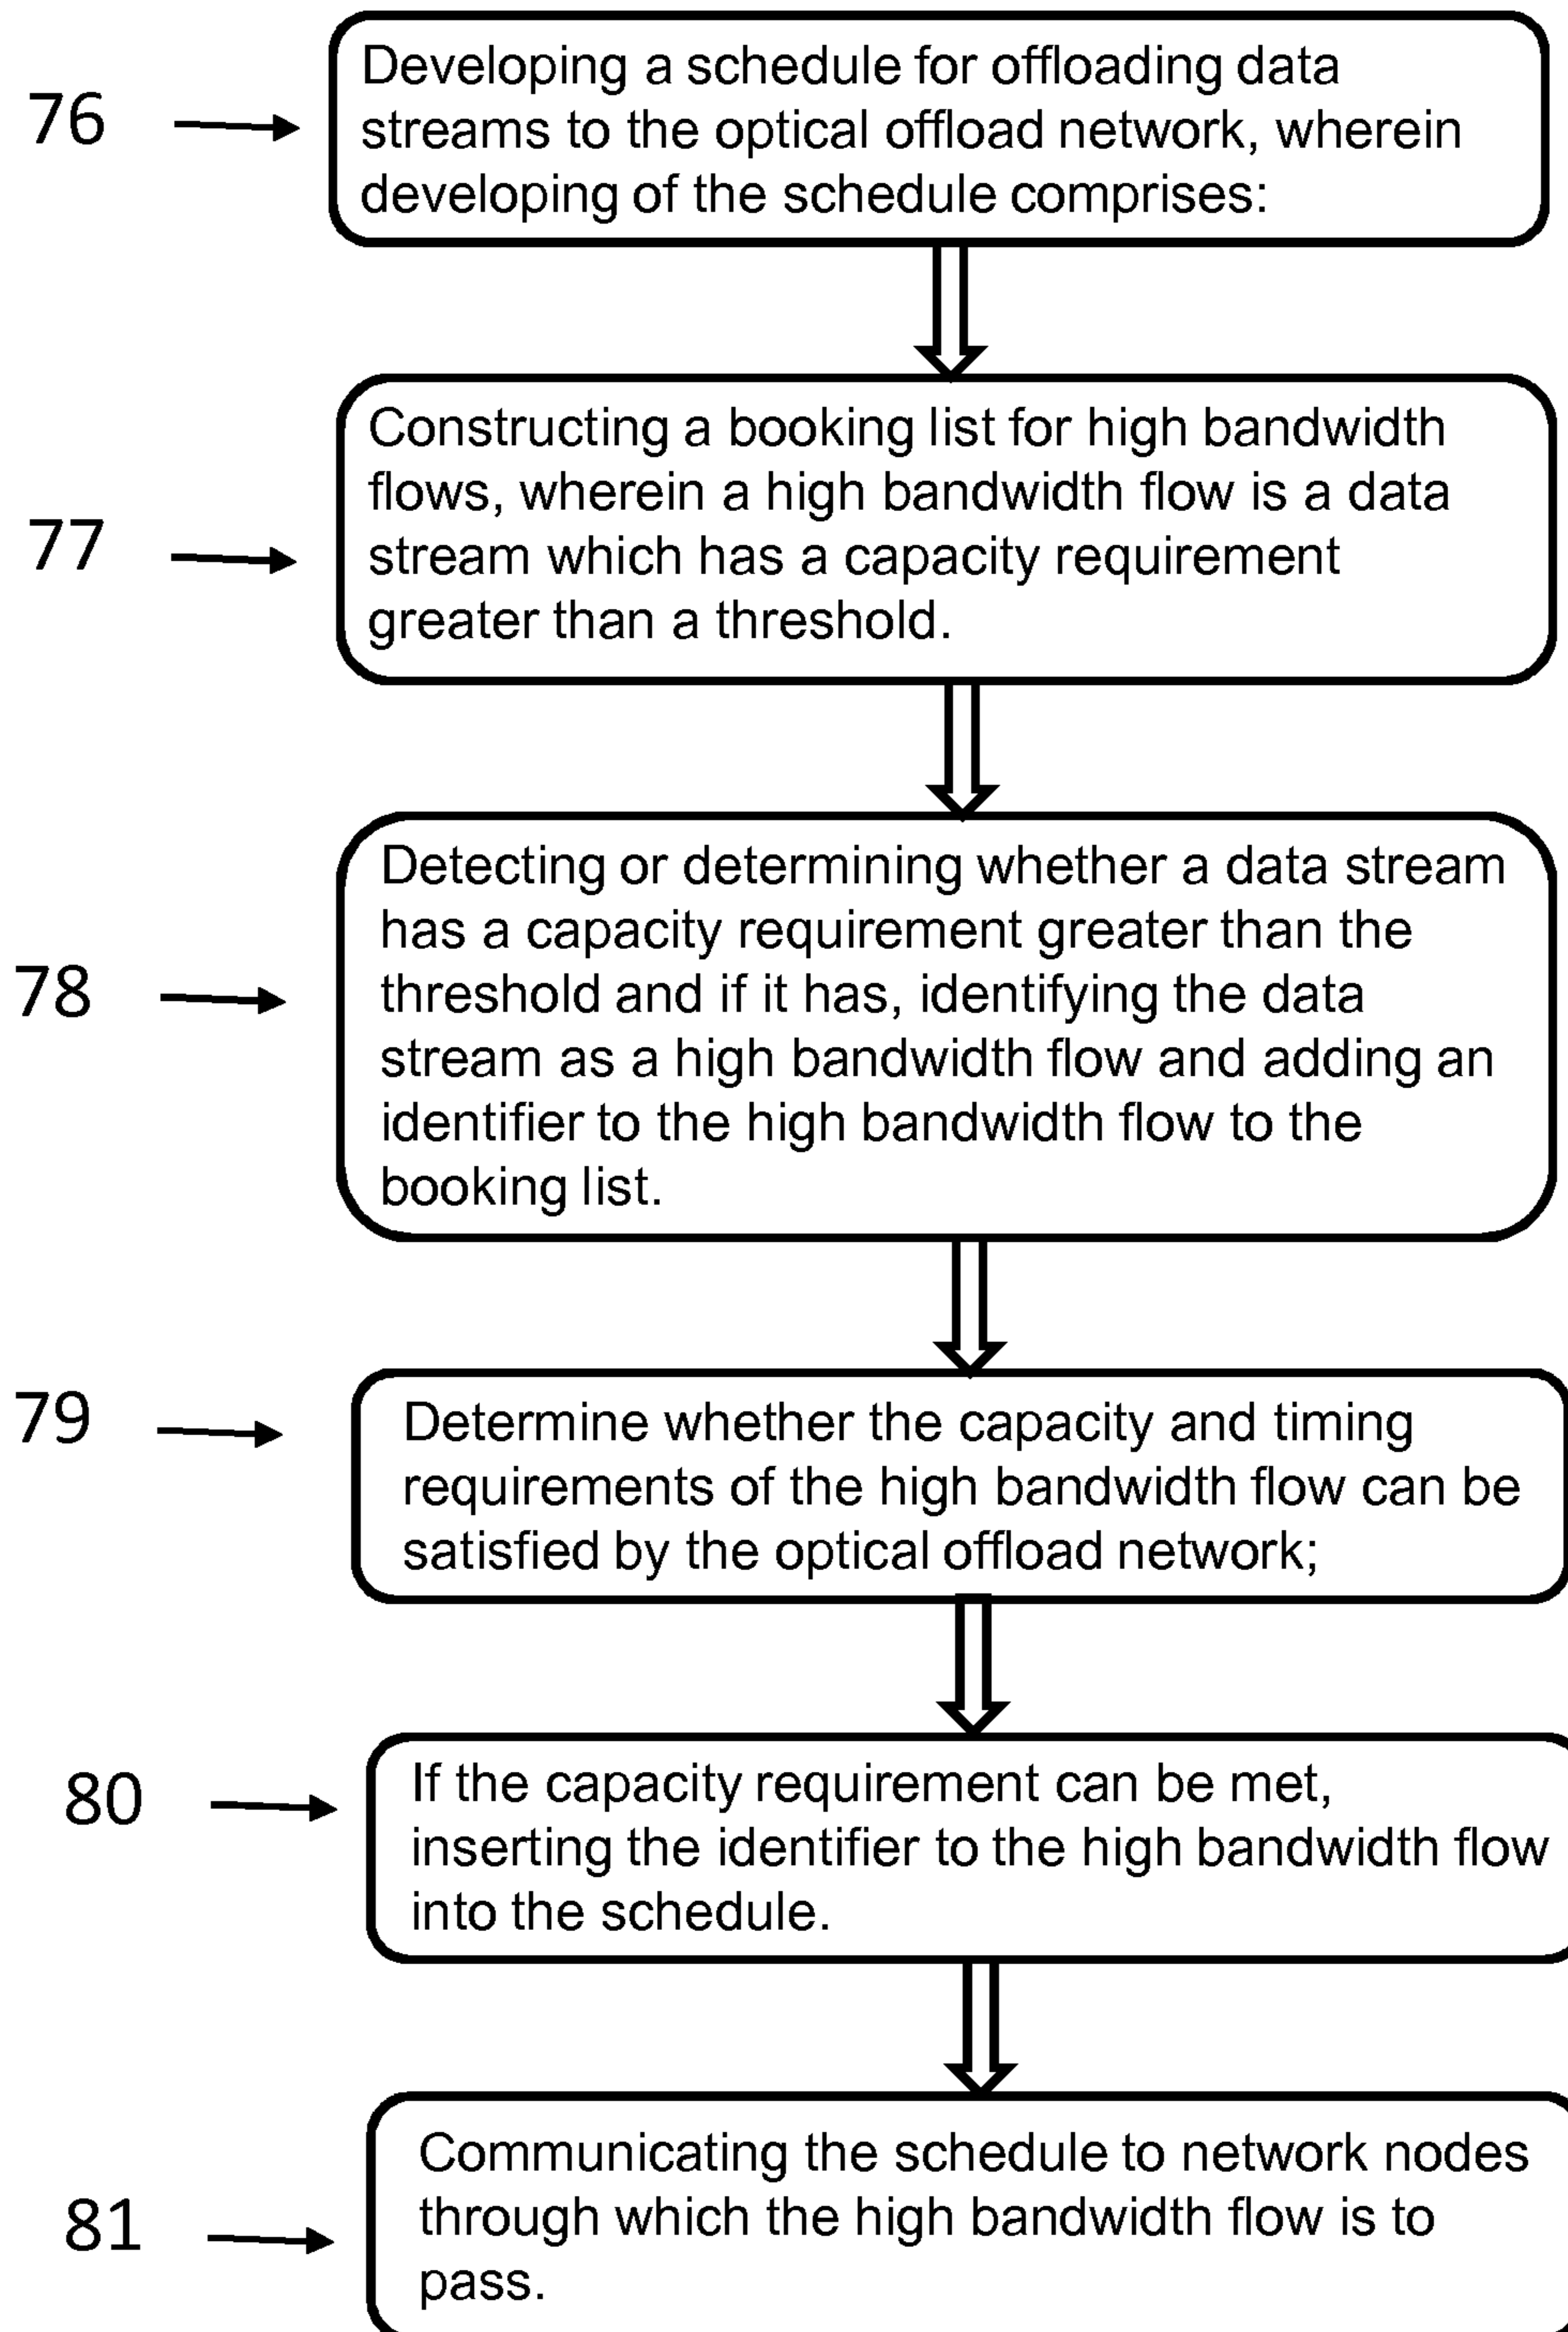 76
Developing a schedule for offloading data
streams to the optical offload network, wherein
developing of the schedule comprises:
77
Constructing a booking list for high bandwidth
flows, wherein a high bandwidth flow is a data
stream which has a capacity requirement
greater than a threshold.
78
Detecting or determining whether a data stream
has a capacity requirement greater than the
threshold and if it has, identifying the data
stream as a high bandwidth flow and adding an
identifier to the high bandwidth flow to the
booking list.
79
Determine whether the capacity and timing
requirements of the high bandwidth flow can be
satisfied by the optical offload network;
80
If the capacity requirement can be met,
inserting the identifier to the high bandwidth flow
into the schedule.
81
Communicating the schedule to network nodes
through which the high bandwidth flow is to
pass.